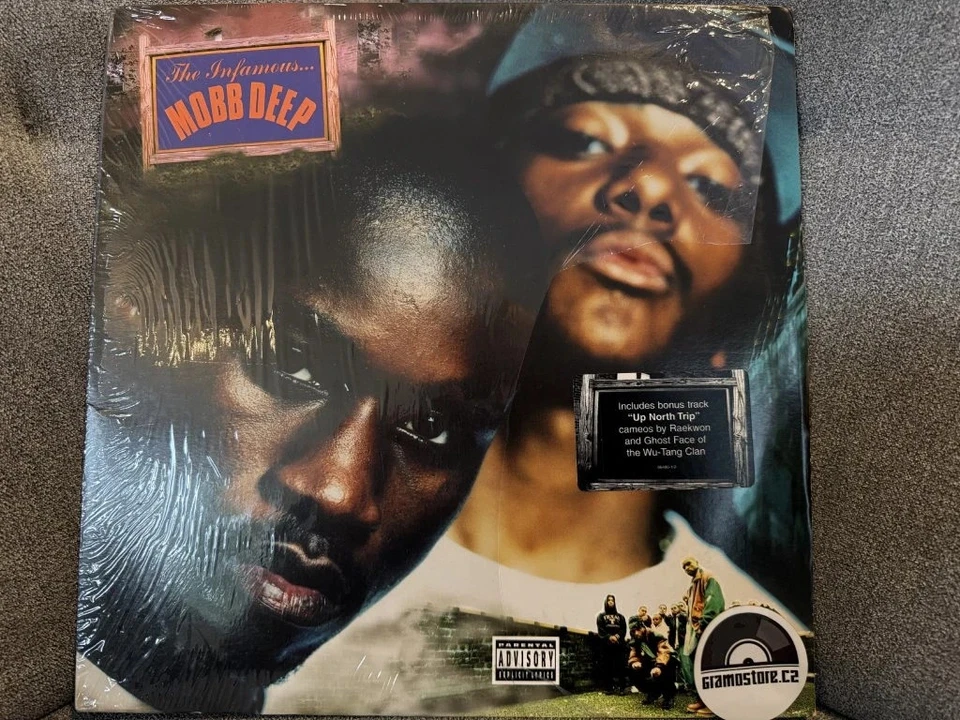 The Infamous...
MOBB DEEP
Includes bonus track
"Up North Trip"
cameos by Raekwon
and Ghost Face of
the Wu-Tang Clan
PARENTAL
ADVISORY
EXPLICIT LYRICS
GRAMOSTORE.CZ